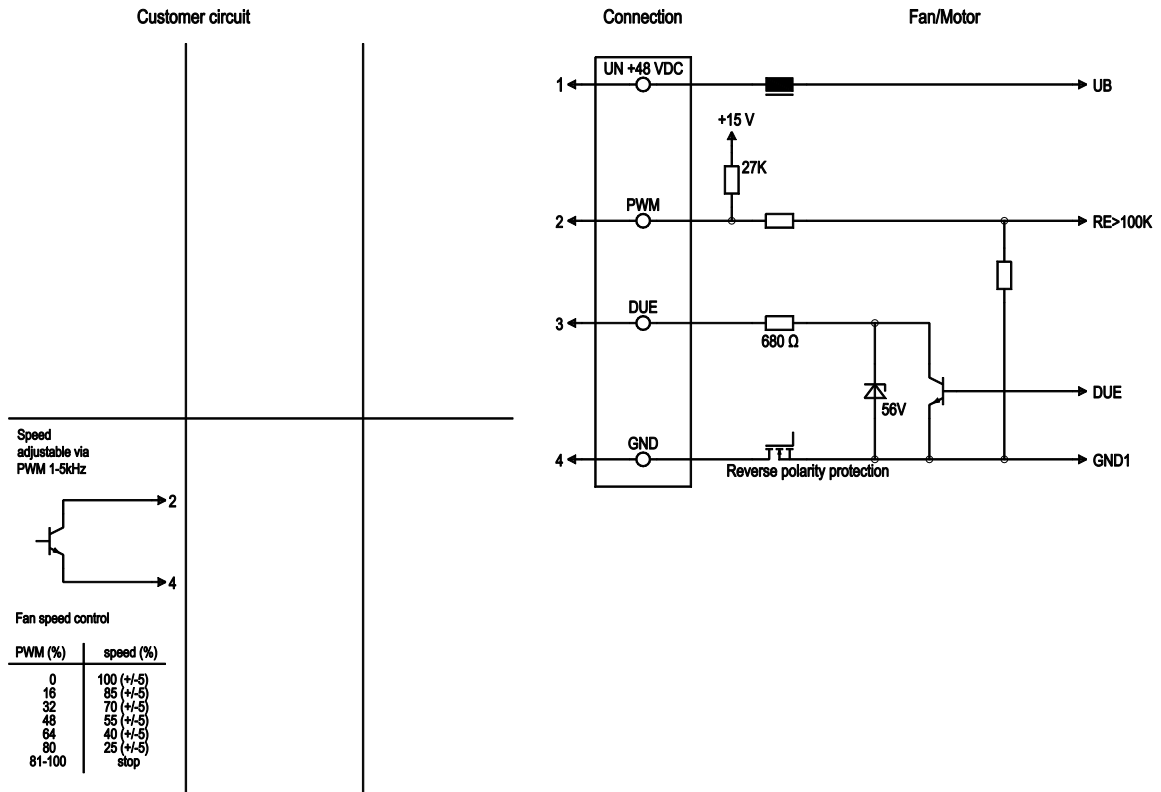 Customer circuit
Connection
Fan/Motor
UN +48 VDC
1
UB
+15 V
27K
PWM
2
RE>100K
DUE
3
680 Ω
56V
DUE
GND
4
GND1
Reverse polarity protection
Speed
adjustable via
PWM 1-5kHz
2
4
Fan speed control
PWM (%) speed (%)
0 100 (+/-5)
16 85 (+/-5)
32 70 (+/-5)
48 55 (+/-5)
64 40 (+/-5)
80 25 (+/-5)
81-100 stop